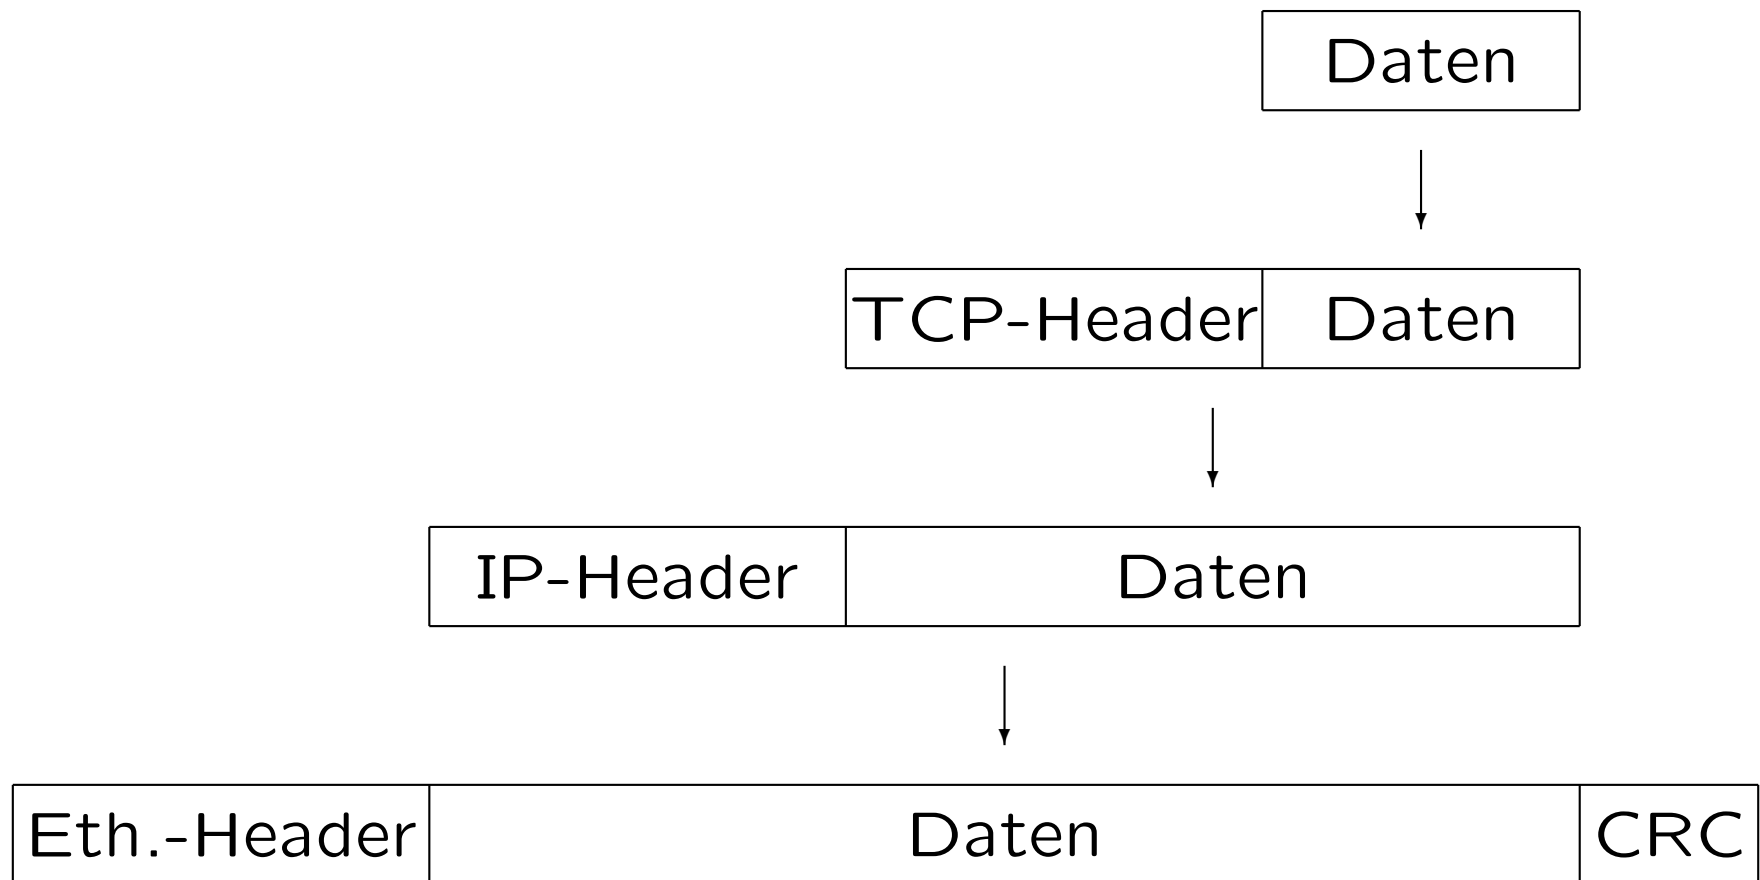 Daten
TCP-Header Daten
IP-Header Daten
Eth.-Header Daten CRC